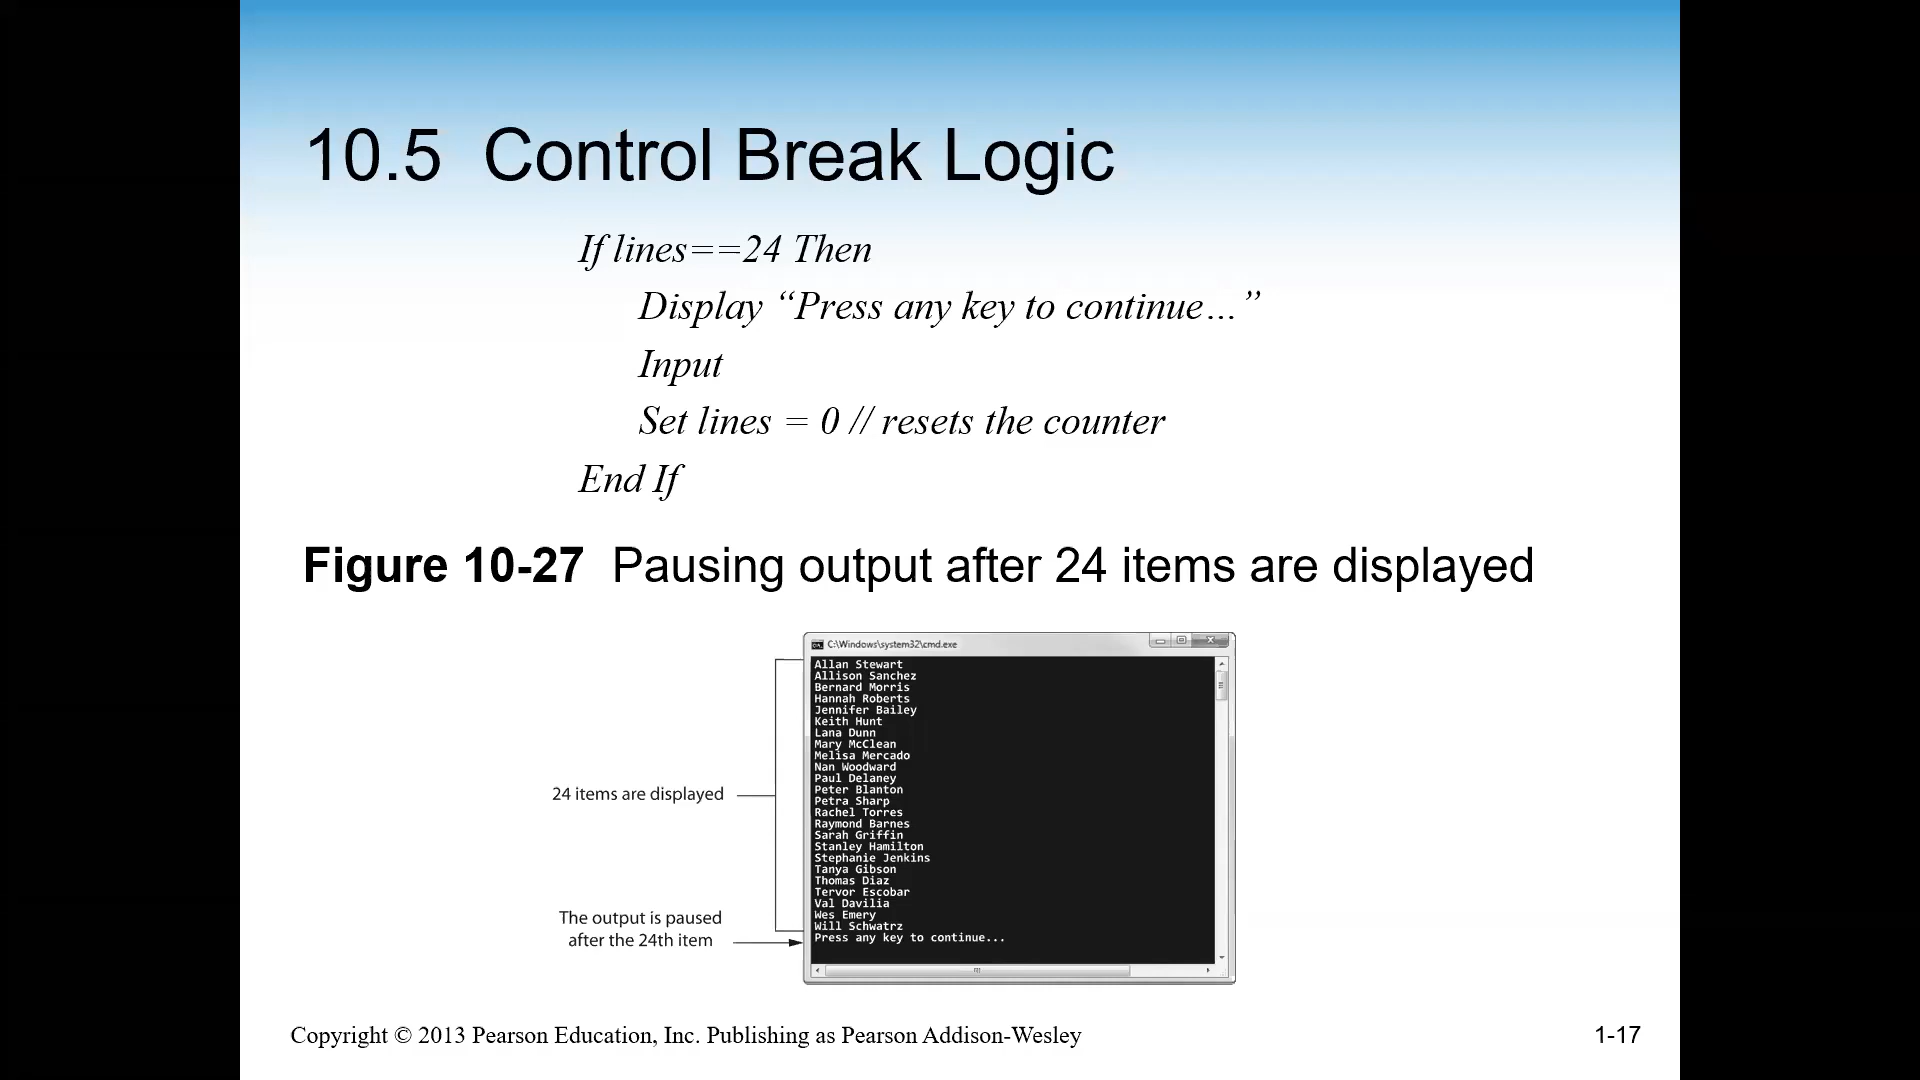 10.5 Control Break Logic
If lines==24 Then
Display “Press any key to continue…”
Input
Set lines = 0 // resets the counter
End If
Figure 10-27 Pausing output after 24 items are displayed
C:\Windows\system32\cmd.exe
Allan Stewart
Allison Sanchez
Bernard Morris
Hannah Roberts
Jennifer Bailey
Keith Hunt
Lana Dunn
Mary McClean
Melisa Mercado
Nan Woodward
Paul Delaney
Peter Blanton
Petra Sharp
Rachel Torres
Raymond Barnes
Sarah Griffin
Stanley Hamilton
Stephanie Jenkins
Tanya Gibson
Thomas Diaz
Tervor Escobar
Val Davilia
Wes Emery
Will Schwatrz
Press any key to continue...
24 items are displayed
The output is paused
after the 24th item
Copyright © 2013 Pearson Education, Inc. Publishing as Pearson Addison-Wesley
1-17